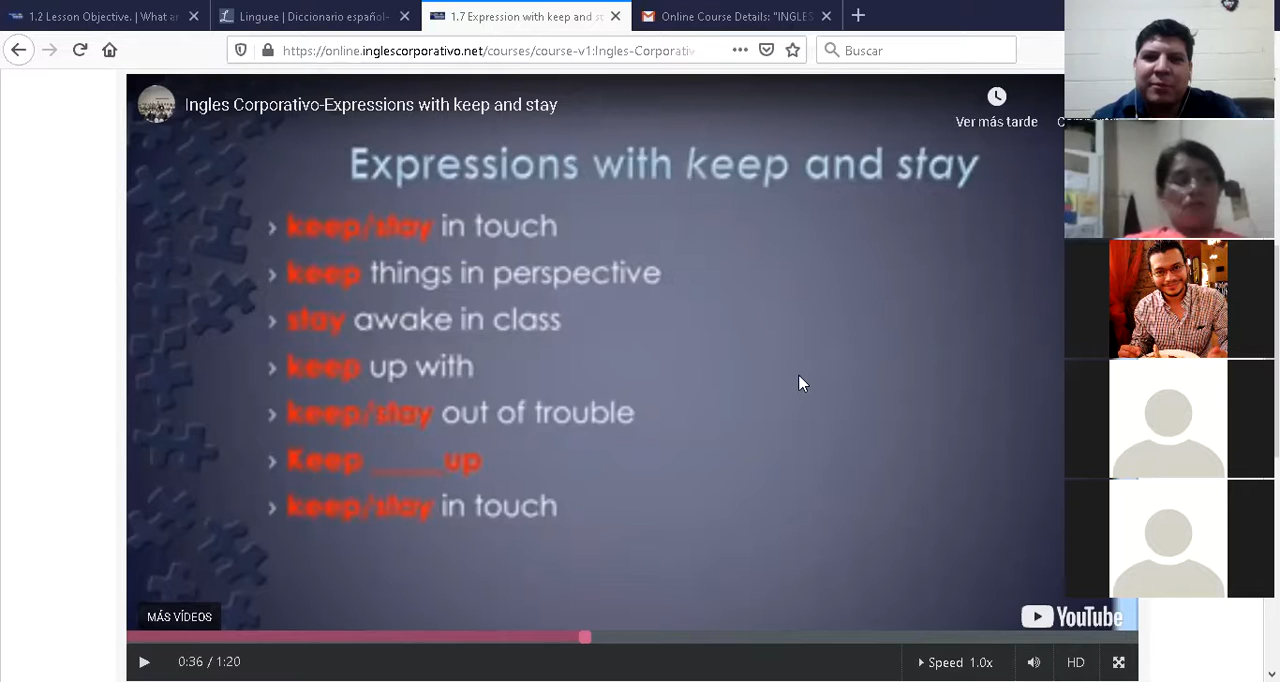 1.2 Lesson Objective. | What ar
Linguee | Diccionario español-
1.7 Expression with keep and st
Online Course Details: "INGLES
https://online.inglescorporativo.net/courses/course-v1:Ingles-Corporativ
Buscar
Ingles Corporativo-Expressions with keep and stay
Ver más tarde
Expressions with keep and stay
› keep/stay in touch
› keep things in perspective
› stay awake in class
› keep up with
› keep/stay out of trouble
› Keep _____up
› keep/stay in touch
MÁS VÍDEOS
YouTube
0:36 / 1:20
Speed 1.0x
HD